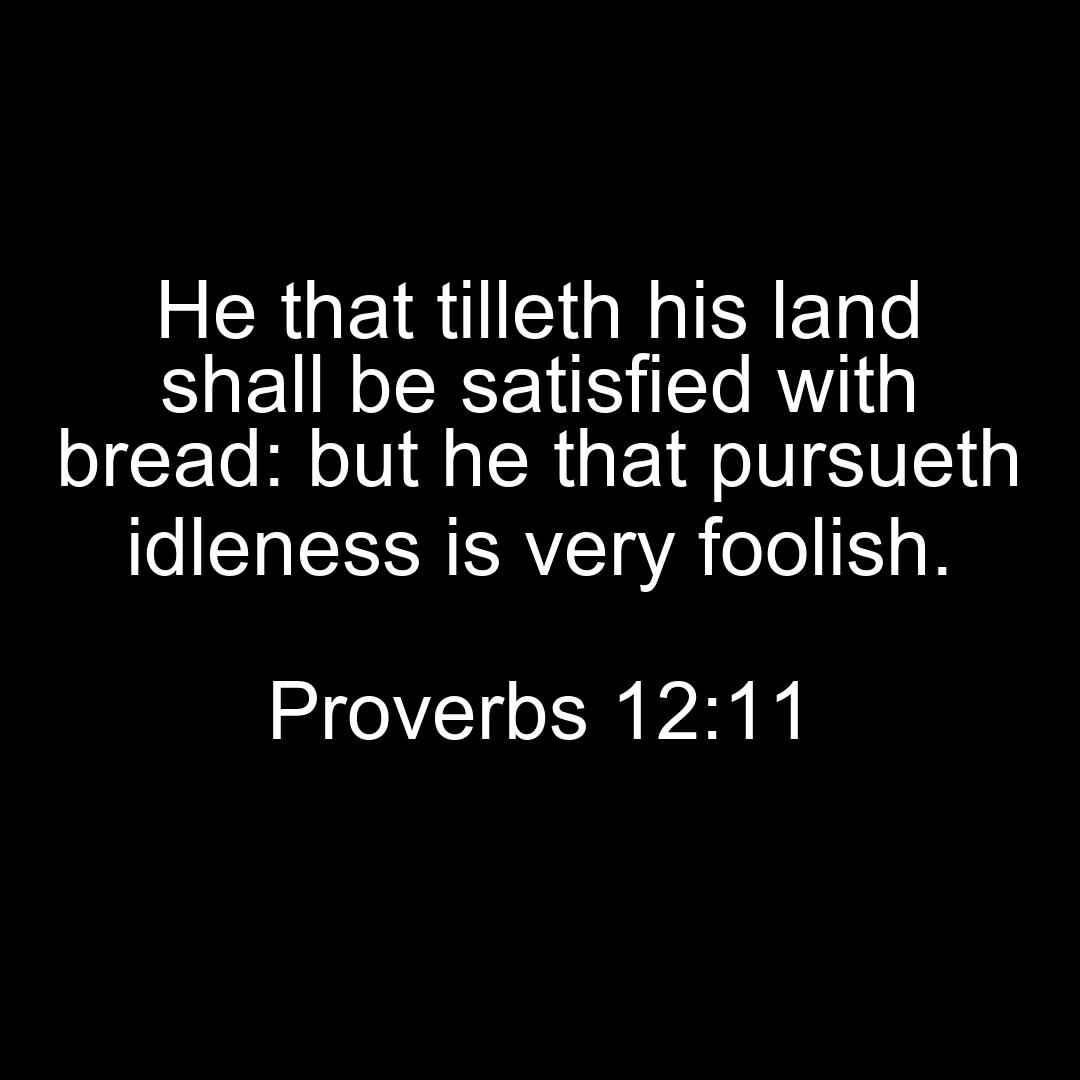 He that tilleth his land
shall be satisfied with
bread: but he that pursueth
idleness is very foolish.
Proverbs 12:11